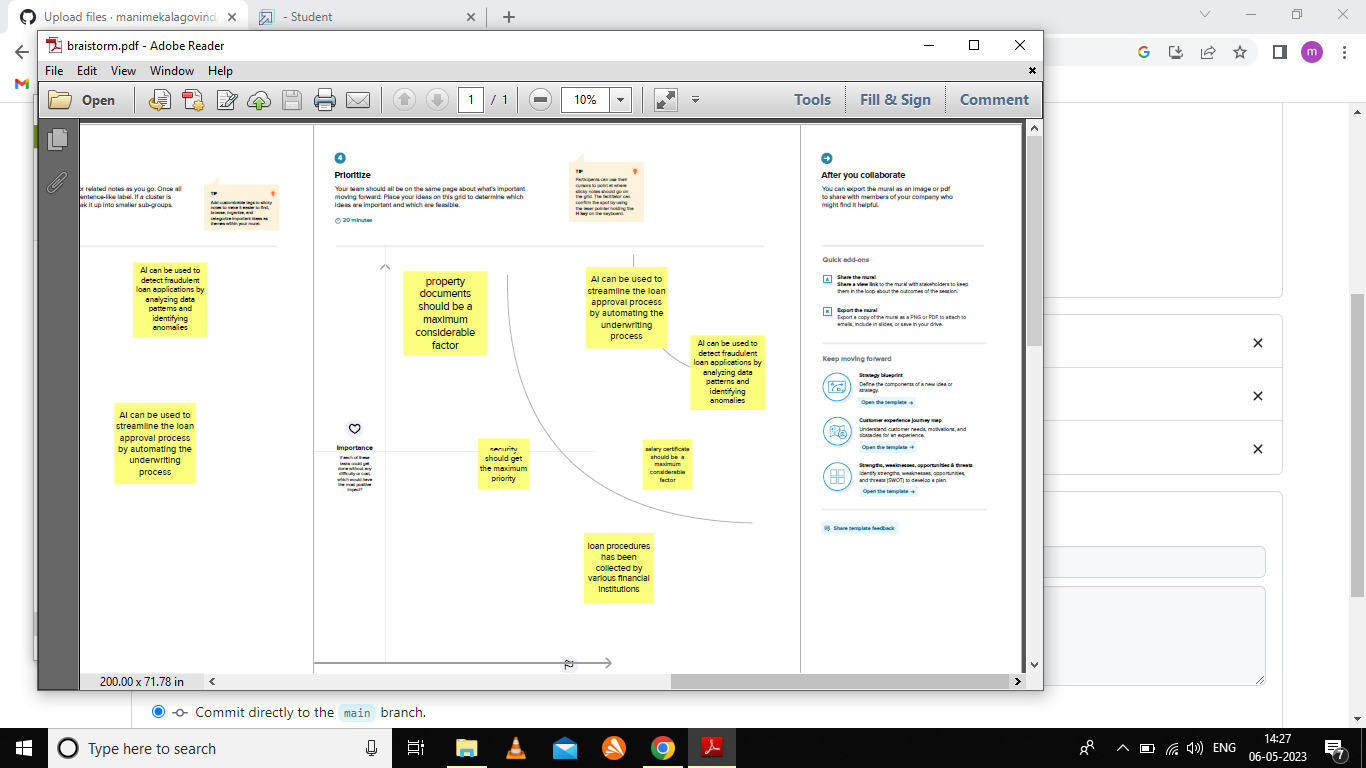 Upload files · manimekalagovind
- Student
braistorm.pdf - Adobe Reader
File Edit View Window Help
Open
1 / 1
10%
Tools Fill & Sign Comment
r related notes as you go. Once all
entence-like label. If a cluster is
ak it up into smaller sub-groups.
TIP
Add customizable tags to sticky
notes to make it easier to find,
browse, organize, and
categorize important ideas as
themes within your mural.
AI can be used to
detect fraudulent
loan applications by
analyzing data
patterns and
identifying
anomalies
AI can be used to
streamline the loan
approval process
by automating the
underwriting
process
4
Prioritize
Your team should all be on the same page about what's important
moving forward. Place your ideas on this grid to determine which
ideas are important and which are feasible.
20 minutes
TIP
Participants can use their
cursors to point at where
sticky notes should go on
the grid. The facilitator can
confirm the spot by using
the laser pointer holding the
H key on the keyboard.
property
documents
should be a
maximum
considerable
factor
AI can be used to
streamline the loan
approval process
by automating the
underwriting
process
AI can be used to
detect fraudulent
loan applications by
analyzing data
patterns and
identifying
anomalies
Importance
If each of these
tasks could get
done without any
difficulty or cost,
which would have
the most positive
impact?
security
should get
the maximum
priority
salary certificate
should be a
maximum
considerable
factor
loan procedures
has been
collected by
various financial
institutions
After you collaborate
You can export the mural as an image or pdf
to share with members of your company who
might find it helpful.
Quick add-ons
Share the mural
Share a view link to the mural with stakeholders to keep
them in the loop about the outcomes of the session.
Export the mural
Export a copy of the mural as a PNG or PDF to attach to
emails, include in slides, or save in your drive.
Keep moving forward
Strategy blueprint
Define the components of a new idea or
strategy.
Open the template →
Customer experience journey map
Understand customer needs, motivations, and
obstacles for an experience.
Open the template →
Strengths, weaknesses, opportunities & threats
Identify strengths, weaknesses, opportunities,
and threats (SWOT) to develop a plan.
Open the template →
Share template feedback
200.00 x 71.78 in
Commit directly to the main branch.
Type here to search
ENG
14:27
06-05-2023
7
m